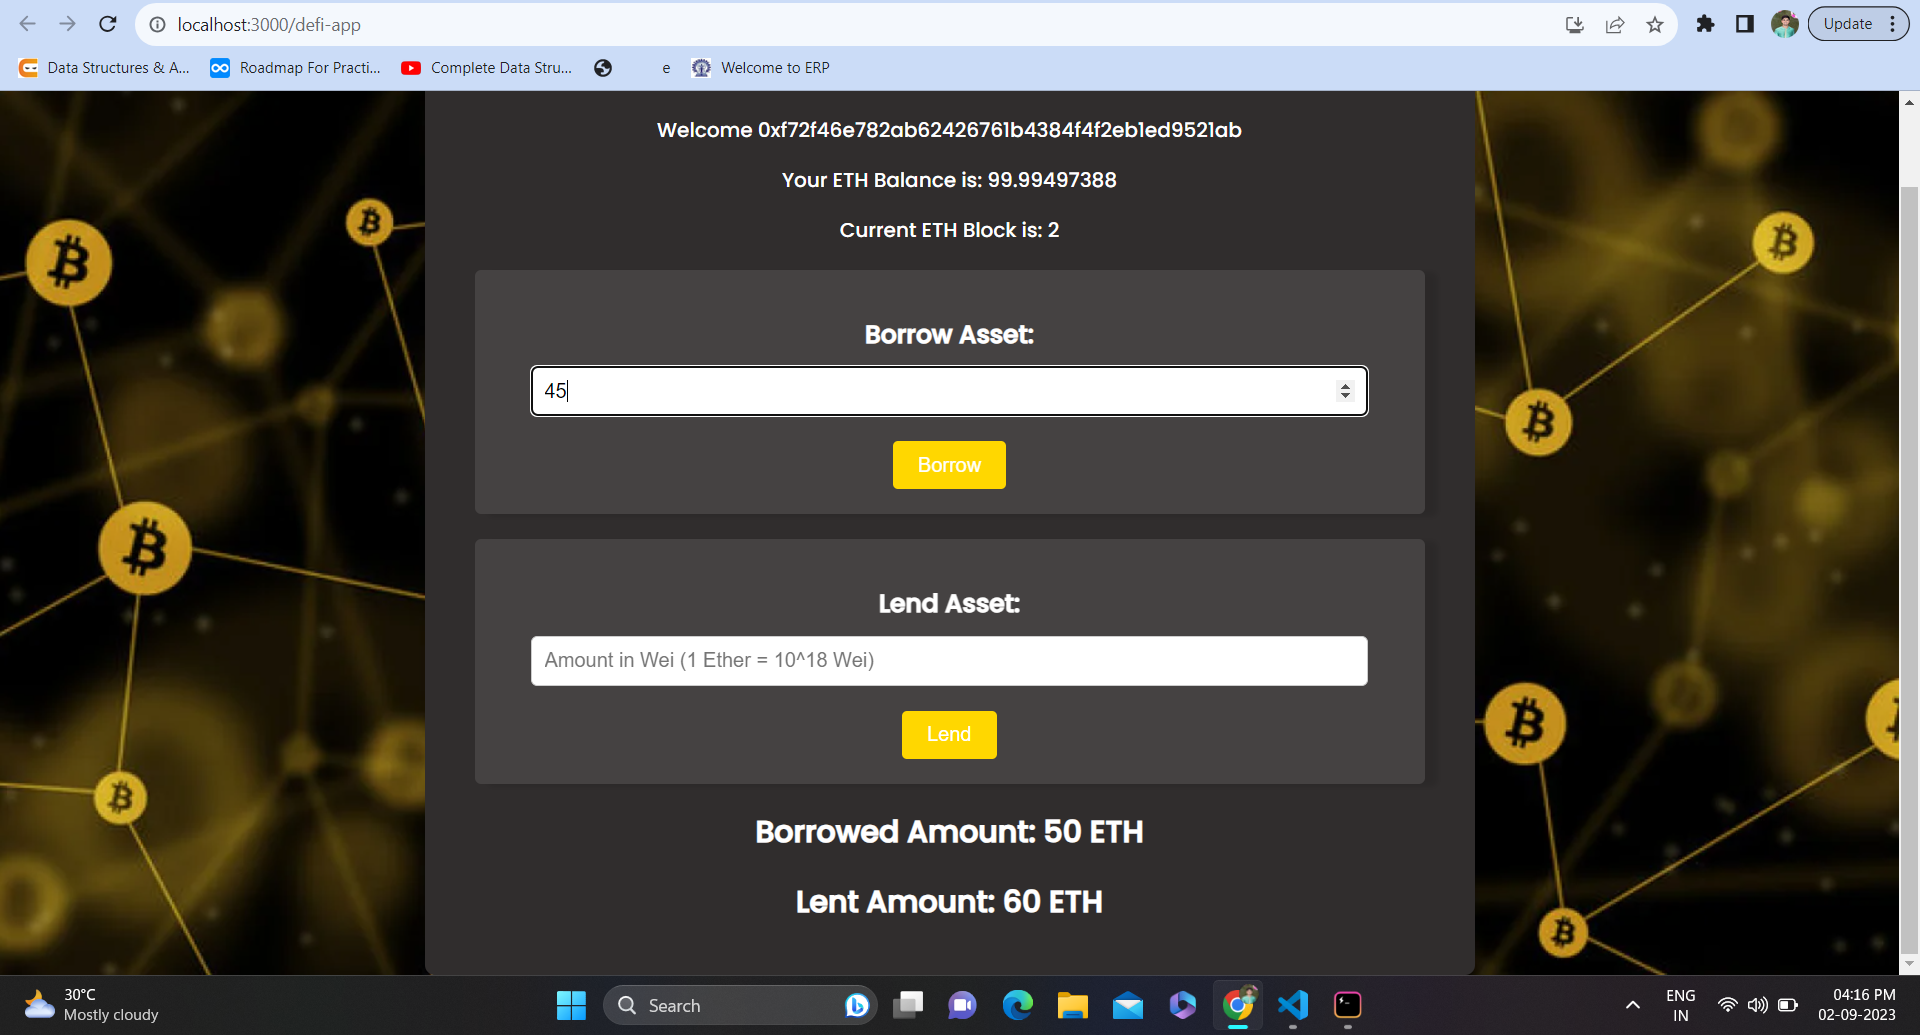 localhost:3000/defi-app
Update
Data Structures & A...
Roadmap For Practi...
Complete Data Stru...
e
Welcome to ERP
Welcome 0xf72f46e782ab62426761b4384f4f2eb1ed9521ab
Your ETH Balance is: 99.99497388
Current ETH Block is: 2
Borrow Asset:
45
Borrow
Lend Asset:
Amount in Wei (1 Ether = 10^18 Wei)
Lend
Borrowed Amount: 50 ETH
Lent Amount: 60 ETH
30°C
Mostly cloudy
Search
ENG
IN
04:16 PM
02-09-2023